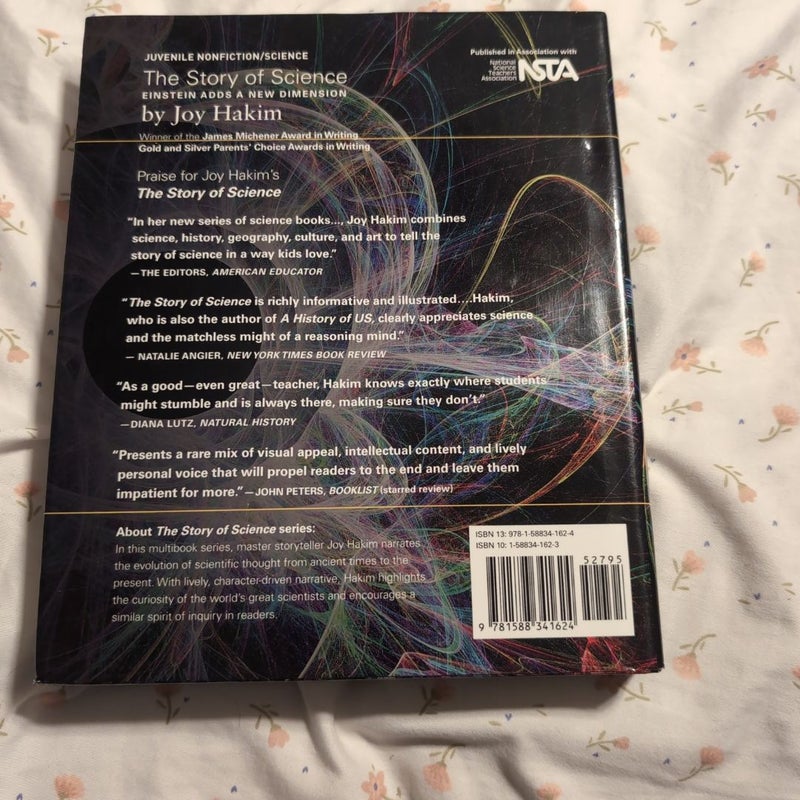 JUVENILE NONFICTION/SCIENCE
The Story of Science
EINSTEIN ADDS A NEW DIMENSION
by Joy Hakim
Winner of the James Michener Award in Writing
Gold and Silver Parents' Choice Awards in Writing
Published in Association with
National
Science
Teachers
Association
NSTA
Praise for Joy Hakim's
The Story of Science
"In her new series of science books..., Joy Hakim combines
science, history, geography, culture, and art to tell the
story of science in a way kids love."
—THE EDITORS, AMERICAN EDUCATOR
"The Story of Science is richly informative and illustrated....Hakim,
who is also the author of A History of US, clearly appreciates science
and the matchless might of a reasoning mind."
— NATALIE ANGIER, NEW YORK TIMES BOOK REVIEW
"As a good—even great—teacher, Hakim knows exactly where students
might stumble and is always there, making sure they don't."
—DIANA LUTZ, NATURAL HISTORY
"Presents a rare mix of visual appeal, intellectual content, and lively
personal voice that will propel readers to the end and leave them
impatient for more."—JOHN PETERS, BOOKLIST (starred review)
About The Story of Science series:
In this multibook series, master storyteller Joy Hakim narrates
the evolution of scientific thought from ancient times to the
present. With lively, character-driven narrative, Hakim highlights
the curiosity of the world's great scientists and encourages a
similar spirit of inquiry in readers.
ISBN 13: 978-1-58834-162-4
ISBN 10: 1-58834-162-3
52795
9 781588 341624